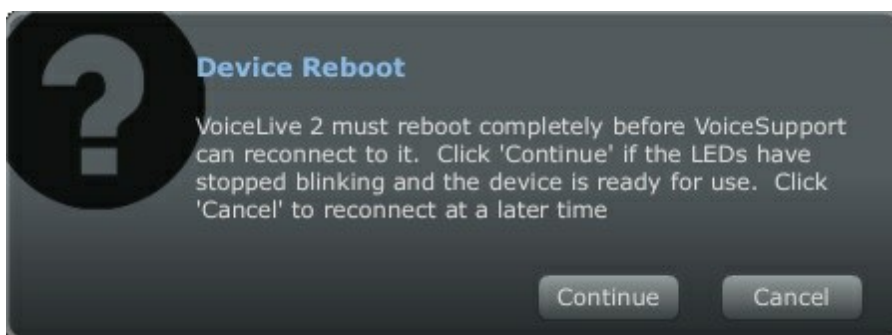 Device Reboot
VoiceLive 2 must reboot completely before VoiceSupport
can reconnect to it.  Click 'Continue' if the LEDs have
stopped blinking and the device is ready for use.  Click
'Cancel' to reconnect at a later time
Continue Cancel